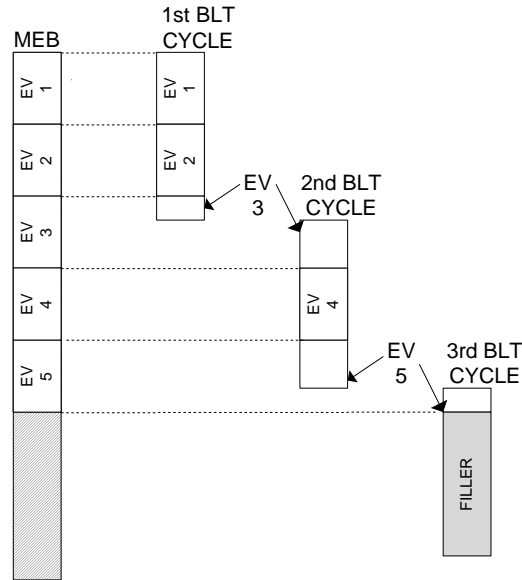 1st BLT
CYCLE
MEB
EV
1
EV
2
EV
3
EV
4
EV
5
EV
1
EV
2
EV
3
2nd BLT
CYCLE
EV
4
EV
5
3rd BLT
CYCLE
FILLER